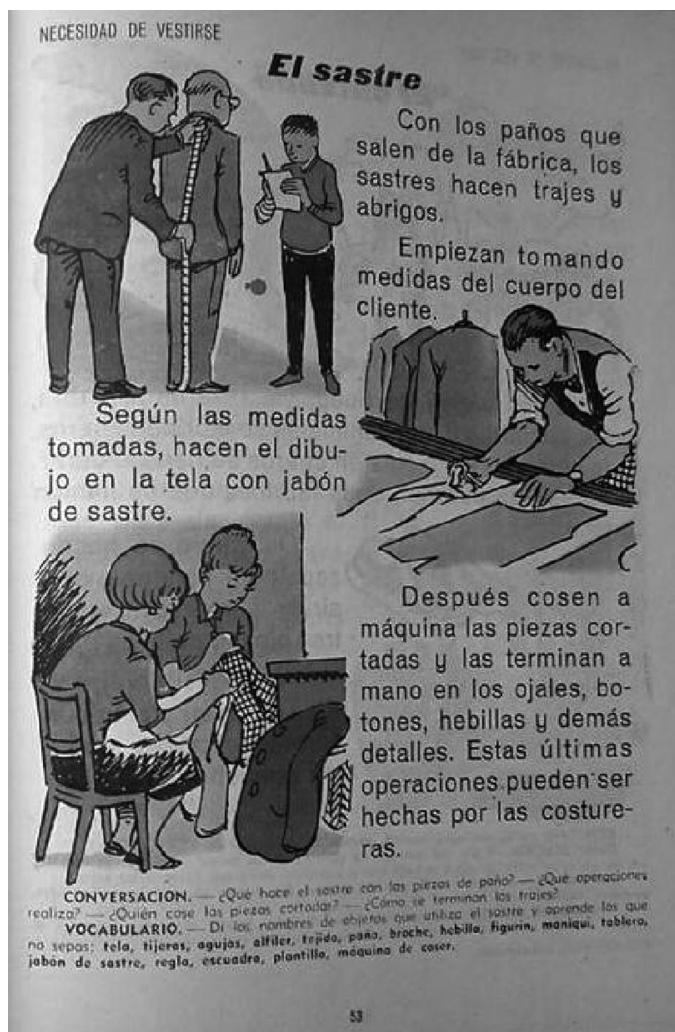 NECESIDAD DE VESTIRSE
El sastre
Con los paños que
salen de la fábrica, los
sastres hacen trajes y
abrigos.
Empiezan tomando
medidas del cuerpo del
cliente.
Según las medidas
tomadas, hacen el dibu-
jo en la tela con jabón
de sastre.
Después cosen a
máquina las piezas cor-
tadas y las terminan a
mano en los ojales, bo-
tones, hebillas y demás
detalles. Estas últimas
operaciones pueden ser
hechas por las costure-
ras.
CONVERSACION. — ¿Qué hace el sastre con las piezas de paño? — ¿Qué operaciones
realiza? — ¿Quién cose las piezas cortadas? — ¿Cómo se terminan los trajes?
VOCABULARIO. — Di los nombres de objetos que utiliza el sastre y aprende los que
no sepas: tela, tijeras, agujas, alfiler, tejido, paño, broche, hebilla, figurín, maniquí, tablero,
jabón de sastre, regla, escuadra, plantilla, máquina de coser.
53